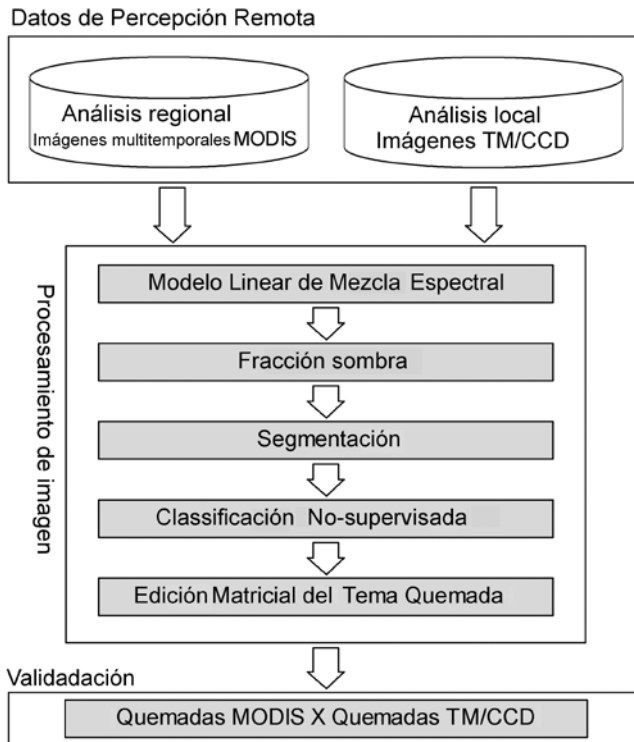 Datos de Percepción Remota
Análisis regional
Imágenes multitemporales MODIS
Análisis local
Imágenes TM/CCD
Procesamiento de imagen
Modelo Linear de Mezcla Espectral
Fracción sombra
Segmentación
Classificación No-supervisada
Edición Matricial del Tema Quemada
Validadación
Quemadas MODIS X Quemadas TM/CCD